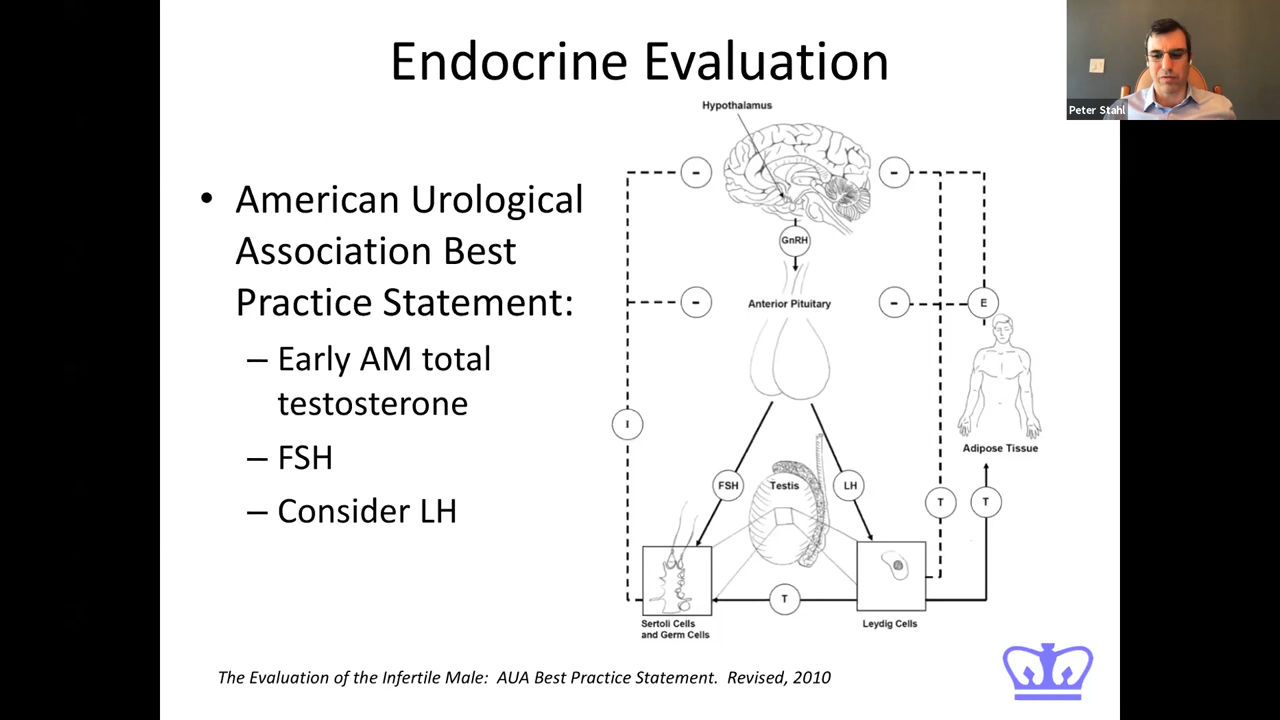 Endocrine Evaluation
Peter Stahl
• American Urological
Association Best
Practice Statement:
– Early AM total
testosterone
– FSH
– Consider LH
Hypothalamus
-
-
GnRH
-
Anterior Pituitary
-
E
I
Adipose Tissue
FSH
Testis
LH
T
T
T
Sertoli Cells
and Germ Cells
Leydig Cells
The Evaluation of the Infertile Male: AUA Best Practice Statement. Revised, 2010